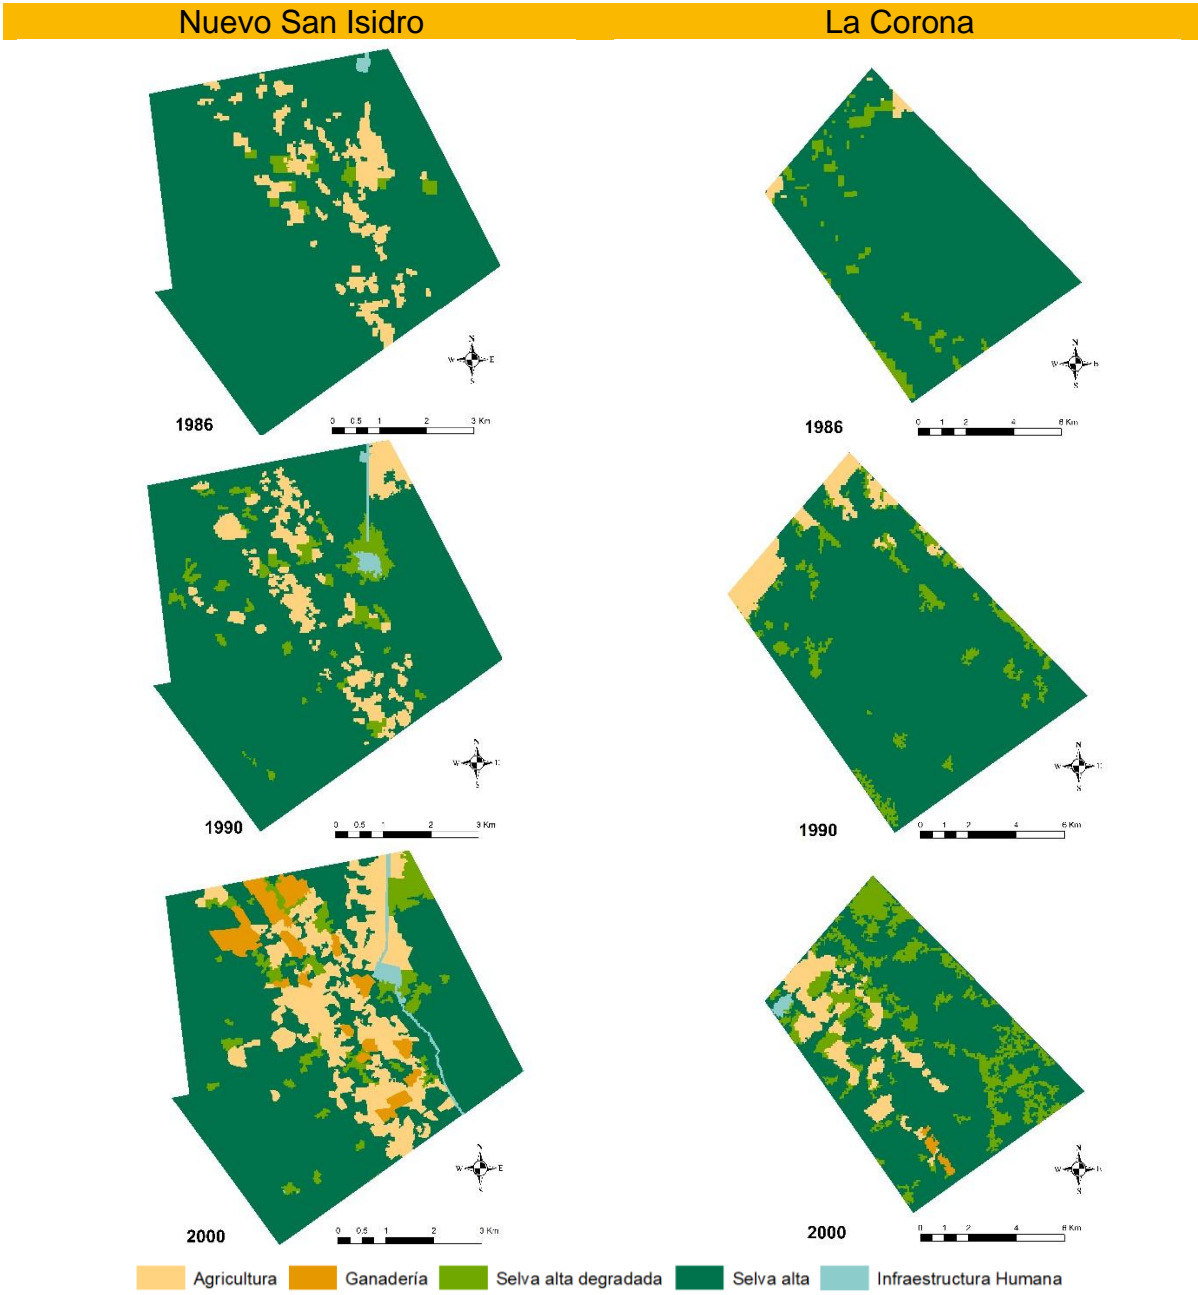 Nuevo San Isidro
La Corona
N
W E
S
1986
0 0.5 1 2 3 Km
N
W
S
1986
0 1 2 4 6 Km
N
W
S
1990
0 0.5 1 2 3 Km
N
W
S
1990
0 1 2 4 6 Km
N
W E
2000
0 0.5 1 2 3 Km
N
W
S
2000
0 1 2 4 6 Km
Agricultura
Ganadería
Selva alta degradada
Selva alta
Infraestructura Humana